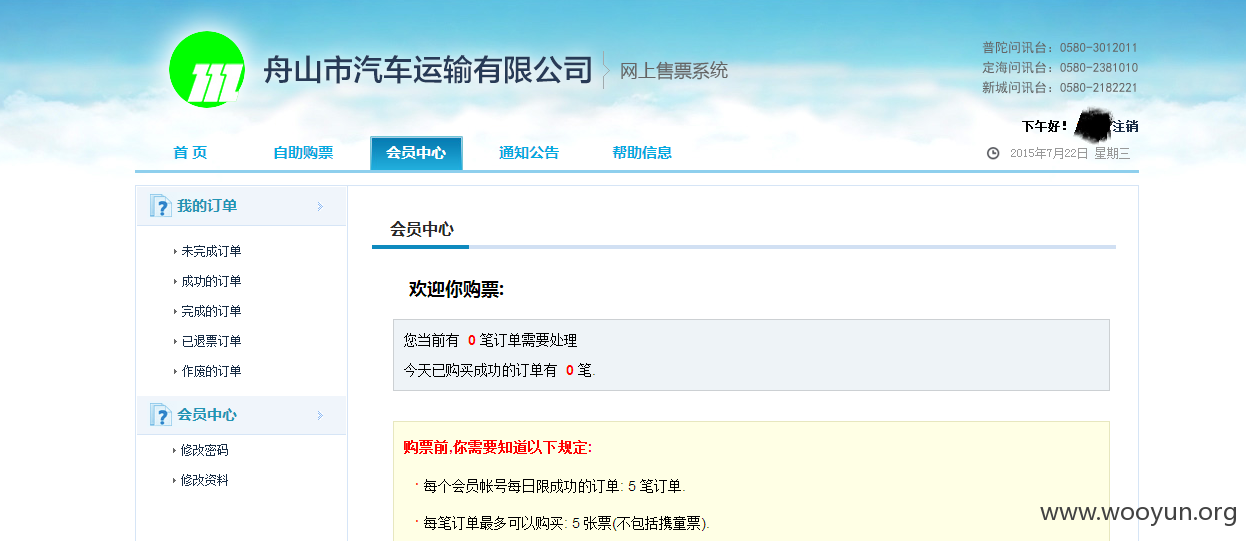 舟山市汽车运输有限公司
网上售票系统
普陀问讯台：0580-3012011
定海问讯台：0580-2381010
新城问讯台：0580-2182221
下午好！ 注销
首 页 自助购票 会员中心 通知公告 帮助信息
2015年7月22日 星期三
我的订单
未完成订单
成功的订单
完成的订单
已退票订单
作废的订单
会员中心
修改密码
修改资料
会员中心
欢迎你购票:
您当前有 0 笔订单需要处理
今天已购买成功的订单有 0 笔.
购票前,你需要知道以下规定:
每个会员帐号每日限成功的订单: 5 笔订单.
每笔订单最多可以购买: 5 张票(不包括携童票).
www.wooyun.org